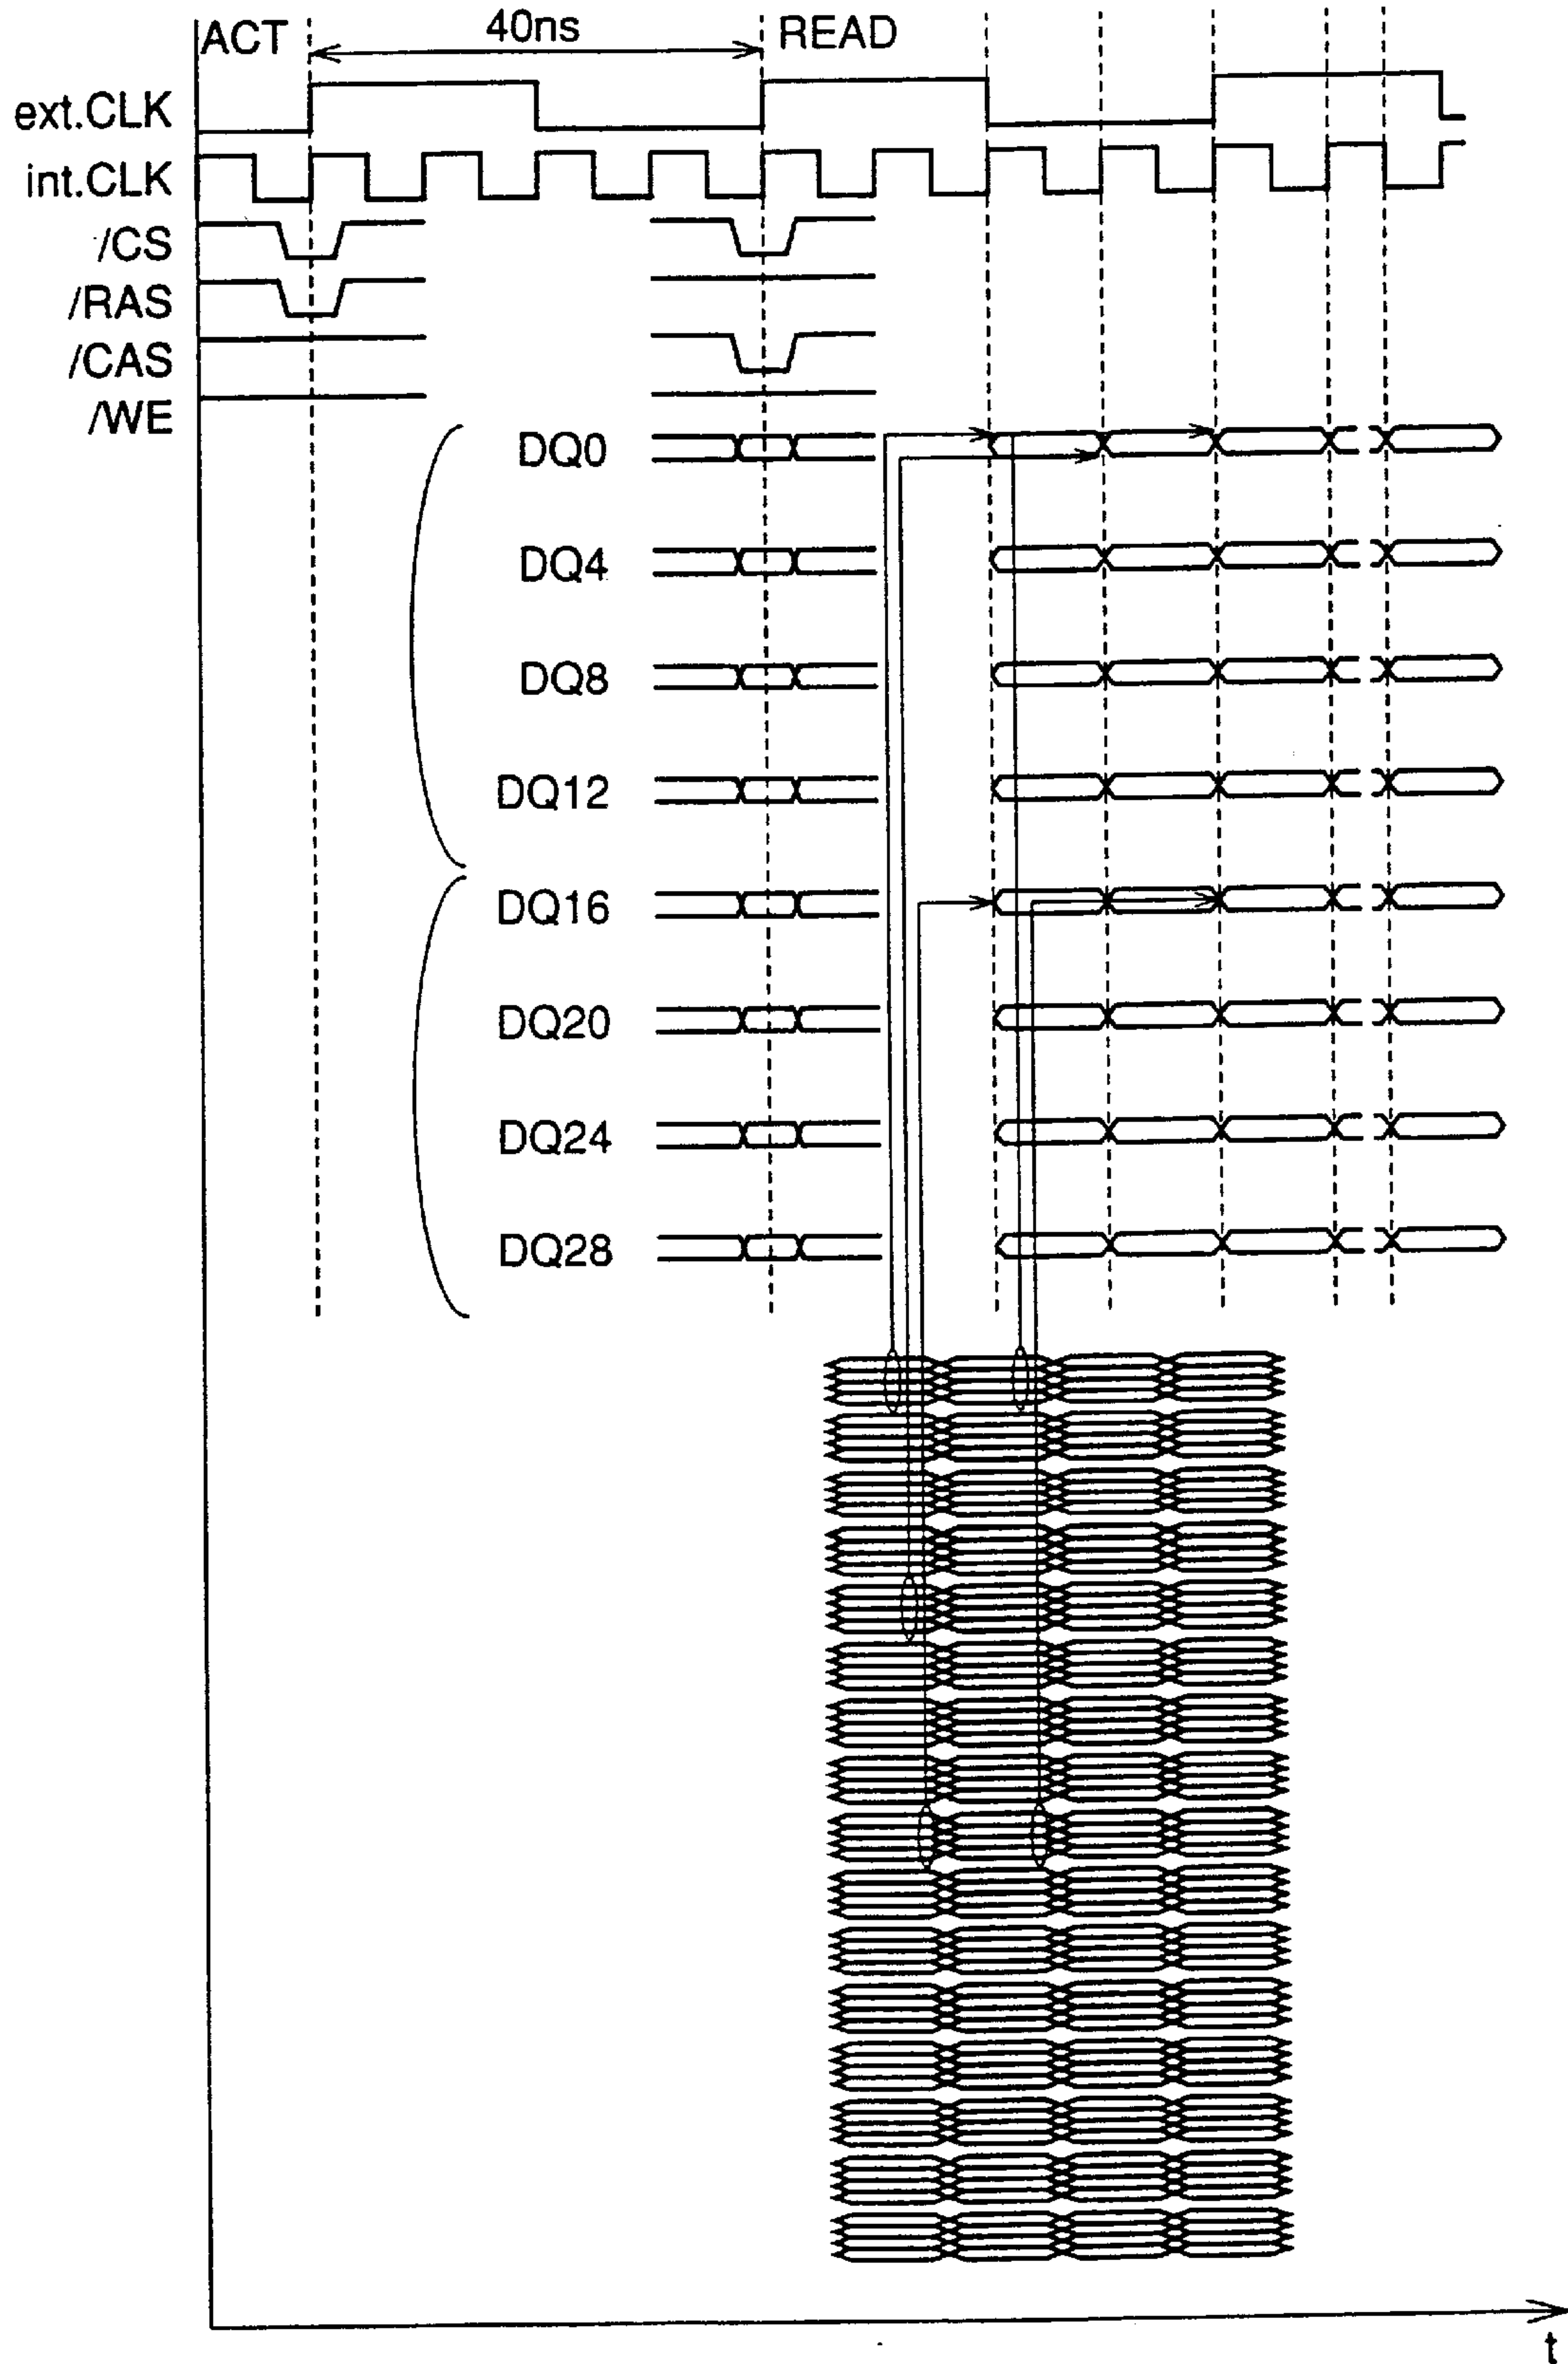 ACT
40ns
READ
ext.CLK
int.CLK
/CS
/RAS
/CAS
/WE
DQ0
DQ4
DQ8
DQ12
DQ16
DQ20
DQ24
DQ28
t